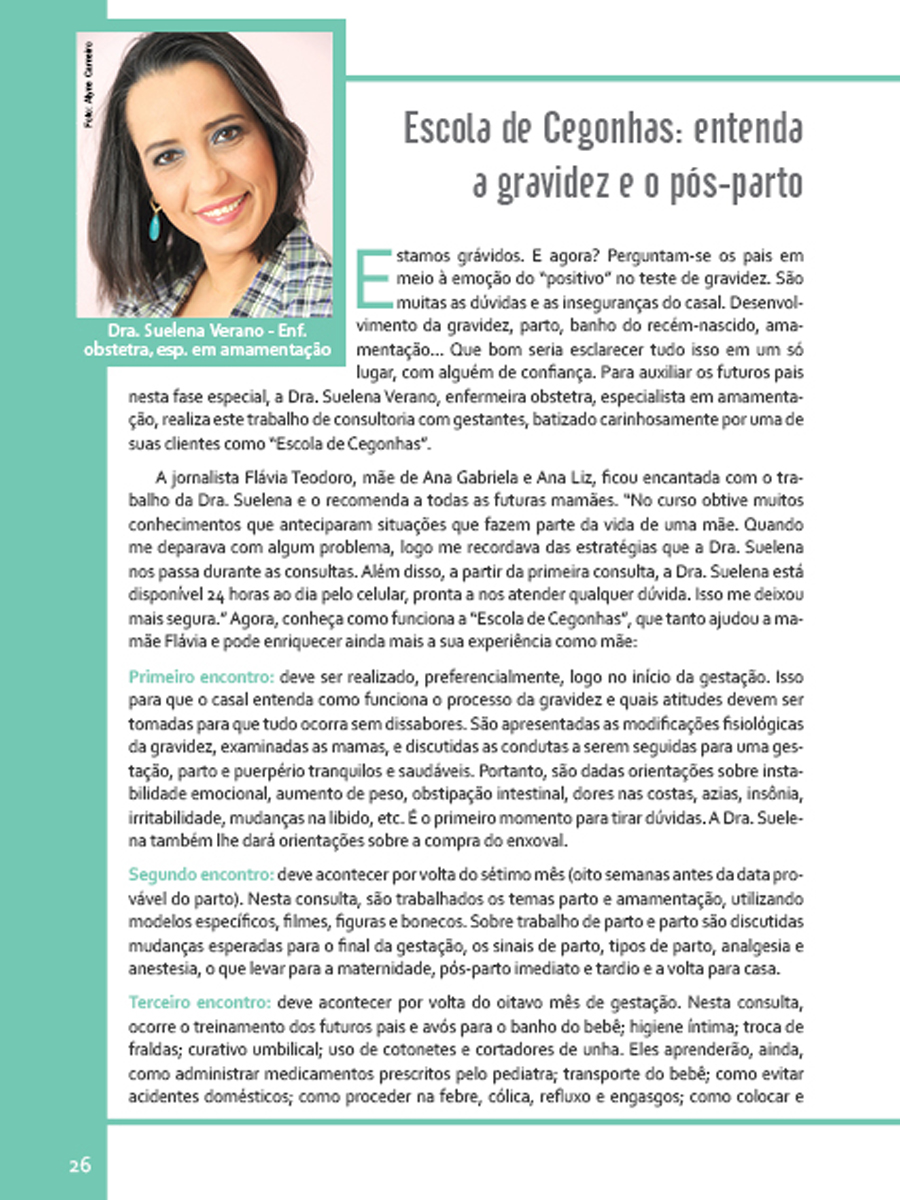 Foto: Alyne Carneiro
Dra. Suelena Verano - Enf.
obstetra, esp. em amamentação
Escola de Cegonhas: entenda
a gravidez e o pós-parto
Estamos grávidos. E agora? Perguntam-se os pais em
meio à emoção do "positivo" no teste de gravidez. São
muitas as dúvidas e as inseguranças do casal. Desenvol-
vimento da gravidez, parto, banho do recém-nascido, ama-
mentação... Que bom seria esclarecer tudo isso em um só
lugar, com alguém de confiança. Para auxiliar os futuros pais
nesta fase especial, a Dra. Suelena Verano, enfermeira obstetra, especialista em amamenta-
ção, realiza este trabalho de consultoria com gestantes, batizado carinhosamente por uma de
suas clientes como "Escola de Cegonhas".
A jornalista Flávia Teodoro, mãe de Ana Gabriela e Ana Liz, ficou encantada com o tra-
balho da Dra. Suelena e o recomenda a todas as futuras mamães. "No curso obtive muitos
conhecimentos que anteciparam situações que fazem parte da vida de uma mãe. Quando
me deparava com algum problema, logo me recordava das estratégias que a Dra. Suelena
nos passa durante as consultas. Além disso, a partir da primeira consulta, a Dra. Suelena está
disponível 24 horas ao dia pelo celular, pronta a nos atender qualquer dúvida. Isso me deixou
mais segura." Agora, conheça como funciona a "Escola de Cegonhas", que tanto ajudou a ma-
mãe Flávia e pode enriquecer ainda mais a sua experiência como mãe:
Primeiro encontro: deve ser realizado, preferencialmente, logo no início da gestação. Isso
para que o casal entenda como funciona o processo da gravidez e quais atitudes devem ser
tomadas para que tudo ocorra sem dissabores. São apresentadas as modificações fisiológicas
da gravidez, examinadas as mamas, e discutidas as condutas a serem seguidas para uma ges-
tação, parto e puerpério tranquilos e saudáveis. Portanto, são dadas orientações sobre insta-
bilidade emocional, aumento de peso, obstipação intestinal, dores nas costas, azias, insônia,
irritabilidade, mudanças na libido, etc. É o primeiro momento para tirar dúvidas. A Dra. Suele-
na também lhe dará orientações sobre a compra do enxoval.
Segundo encontro: deve acontecer por volta do sétimo mês (oito semanas antes da data pro-
vável do parto). Nesta consulta, são trabalhados os temas parto e amamentação, utilizando
modelos específicos, filmes, figuras e bonecos. Sobre trabalho de parto e parto são discutidas
mudanças esperadas para o final da gestação, os sinais de parto, tipos de parto, analgesia e
anestesia, o que levar para a maternidade, pós-parto imediato e tardio e a volta para casa.
Terceiro encontro: deve acontecer por volta do oitavo mês de gestação. Nesta consulta,
ocorre o treinamento dos futuros pais e avós para o banho do bebê; higiene íntima; troca de
fraldas; curativo umbilical; uso de cotonetes e cortadores de unha. Eles aprenderão, ainda,
como administrar medicamentos prescritos pelo pediatra; transporte do bebê; como evitar
acidentes domésticos; como proceder na febre, cólica, refluxo e engasgos; como colocar e
26